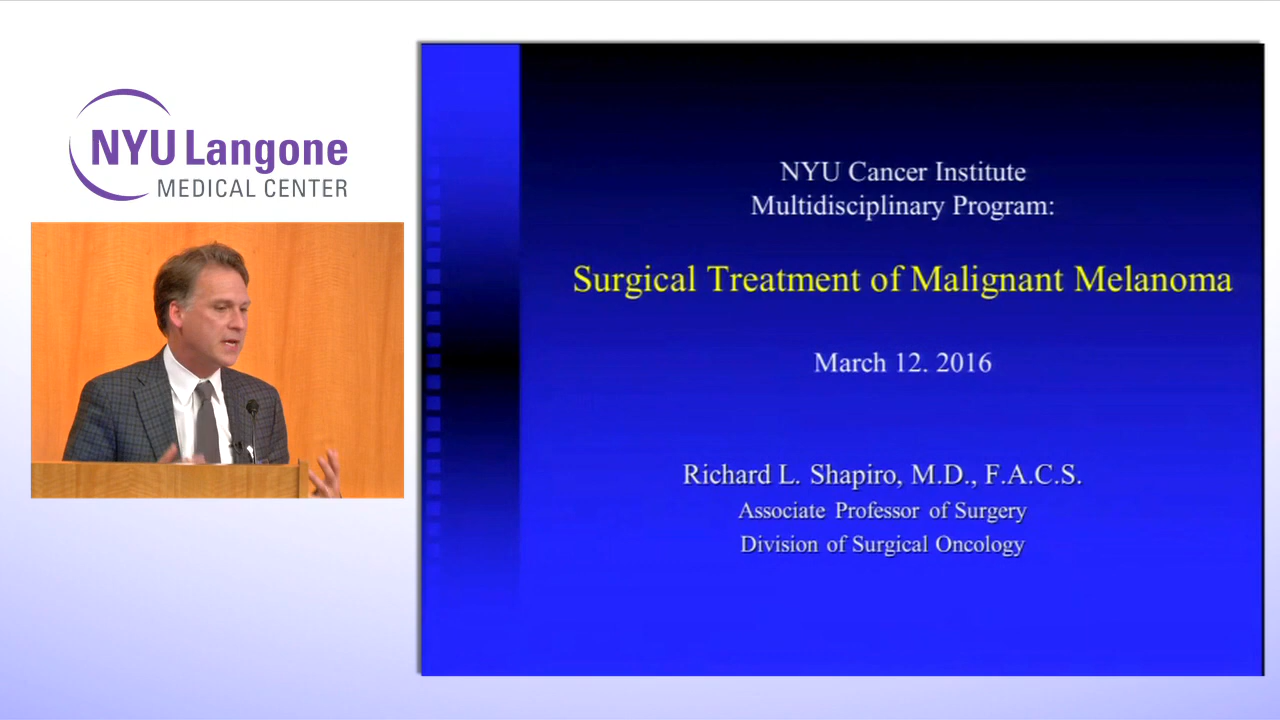 NYU Langone
MEDICAL CENTER
NYU Cancer Institute
Multidisciplinary Program:
Surgical Treatment of Malignant Melanoma
March 12. 2016
Richard L. Shapiro, M.D., F.A.C.S.
Associate Professor of Surgery
Division of Surgical Oncology